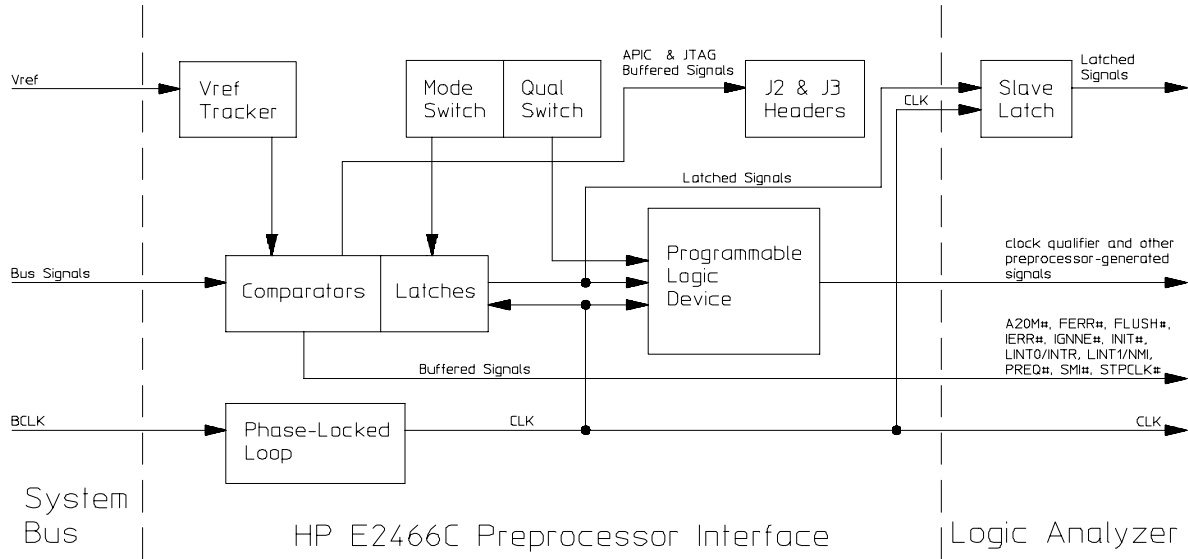 Vref
Vref
Tracker
Mode
Switch
Qual
Switch
APIC & JTAG
Buffered Signals
J2 & J3
Headers
CLK
Slave
Latch
Latched
Signals
Latched Signals
Bus Signals
Comparators
Latches
Programmable
Logic
Device
clock qualifier and other
preprocessor-generated
signals
A20M#, FERR#, FLUSH#,
IERR#, IGNNE#, INIT#,
LINT0/INTR, LINT1/NMI,
PREQ#, SMI#, STPCLK#
Buffered Signals
BCLK
Phase-Locked
Loop
CLK
CLK
System
Bus
HP E2466C Preprocessor Interface
Logic Analyzer